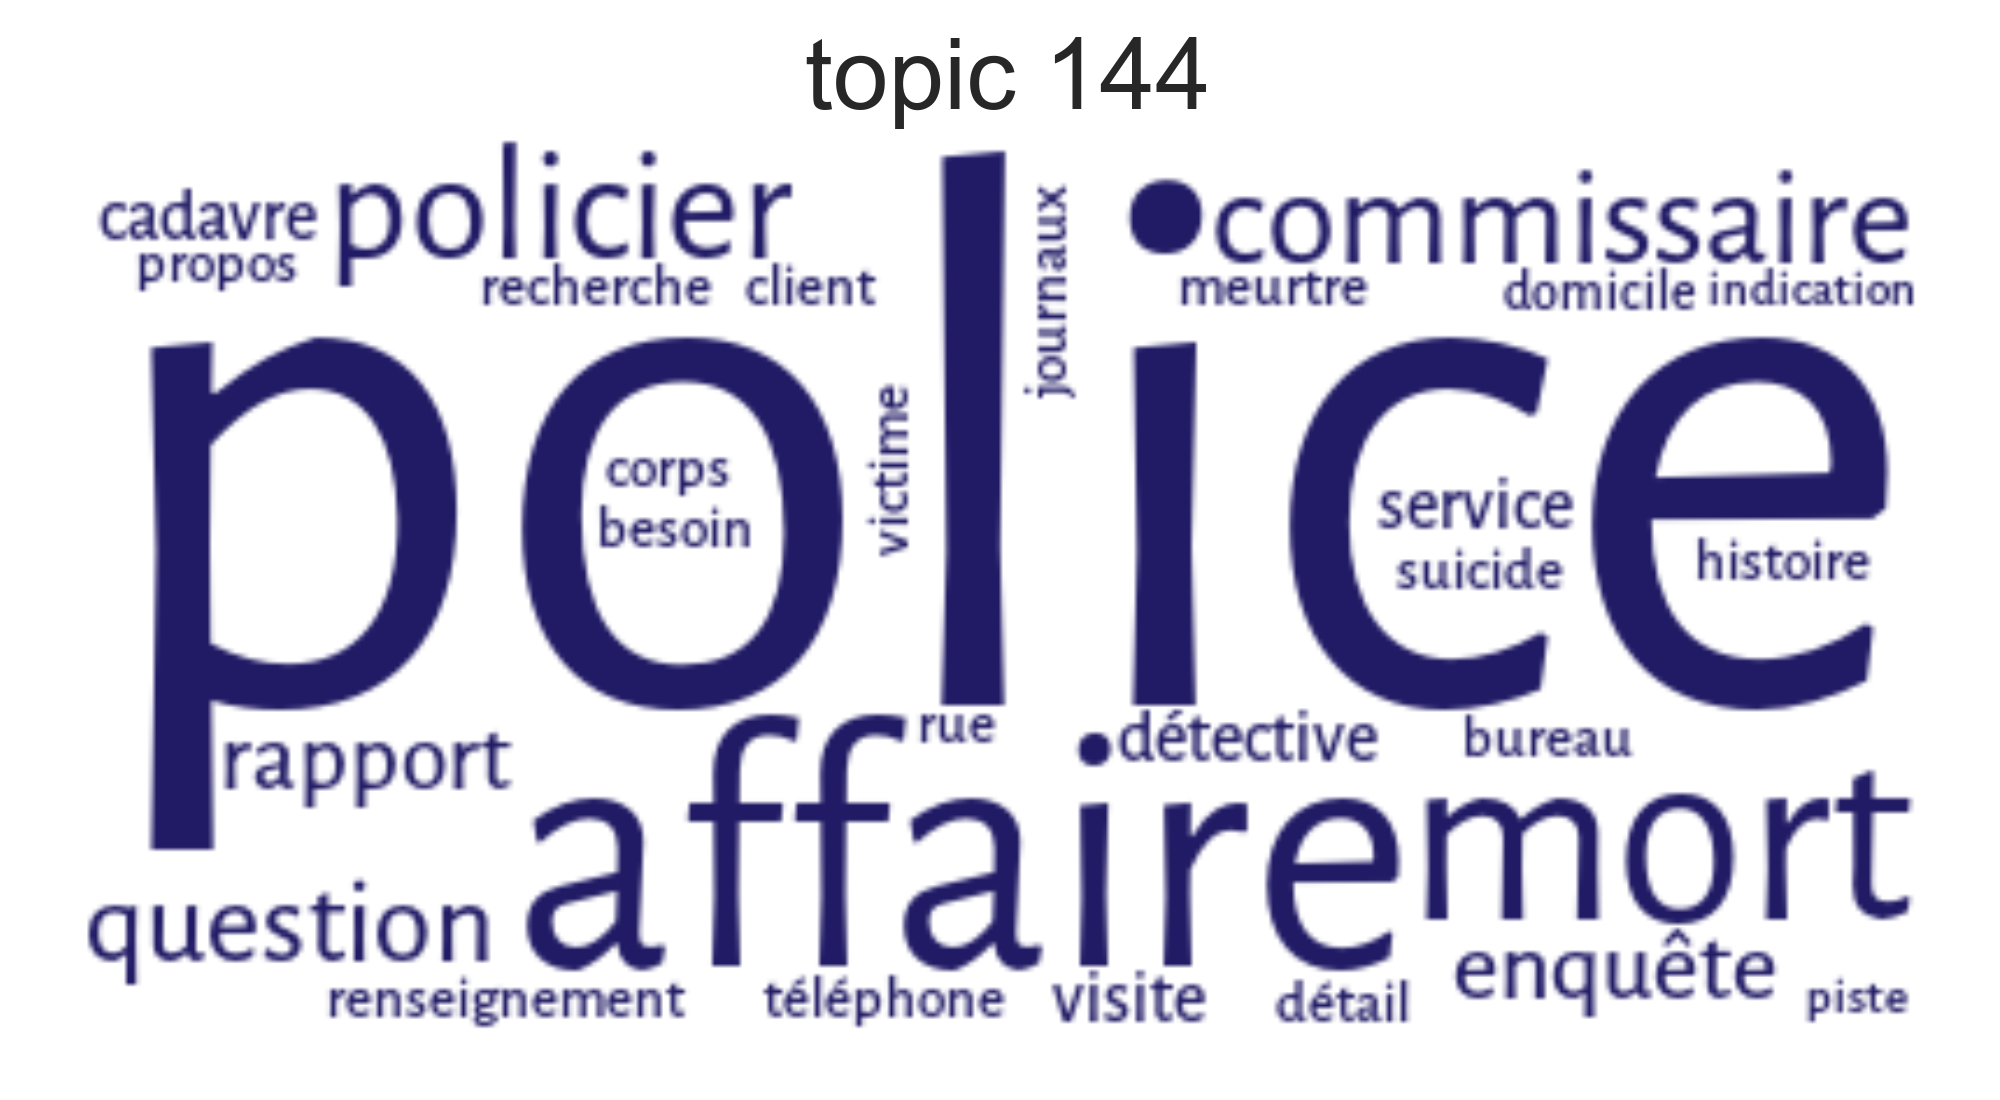 topic 144
cadavre policier journaux commissaire
propos recherche client meurtre domicile indication
police
corps victime service
besoin suicide histoire
rapport rue détective bureau
question affaire mort
enquête
renseignement téléphone visite détail piste